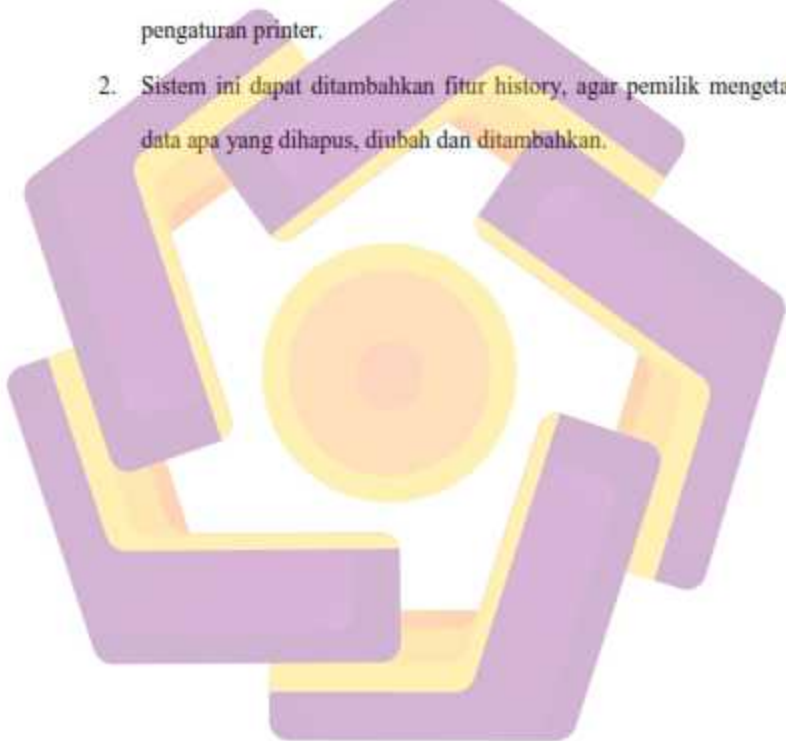 pengaturan printer.
2. Sistem ini dapat ditambahkan fitur history, agar pemilik
data apa yang dihapus, diubah dan ditambahkan.